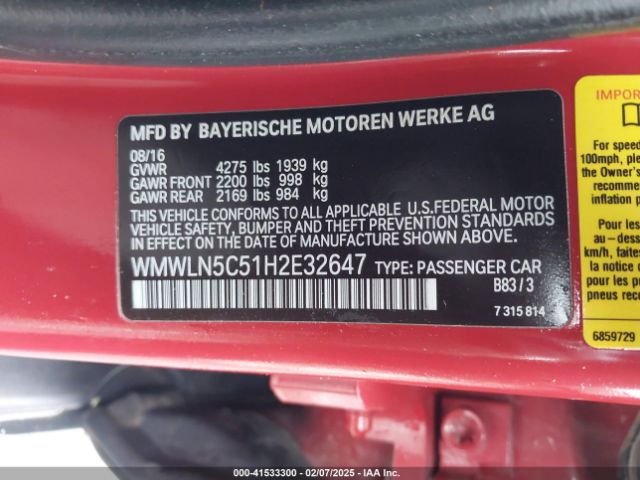 MFD BY BAYERISCHE MOTOREN WERKE AG
08/16
GVWR 4275 lbs 1939 kg
GAWR FRONT 2200 lbs 998 kg
GAWR REAR 2169 lbs 984 kg
THIS VEHICLE CONFORMS TO ALL APPLICABLE U.S.FEDERAL MOTOR
VEHICLE SAFETY, BUMPER AND THEFT PREVENTION STANDARDS
IN EFFECT ON THE DATE OF MANUFACTURE SHOWN ABOVE.
WMWLN5C51H2E32647 TYPE: PASSENGER CAR
B83/3
7 315 814
IMPOR
For speed
100mph, ple
the Owner's
recomme
inflation p
Pour les
au-dess
km/h, fai
la notice
pneus reco
6859729
000-41533300 - 02/07/2025 - IAA Inc.